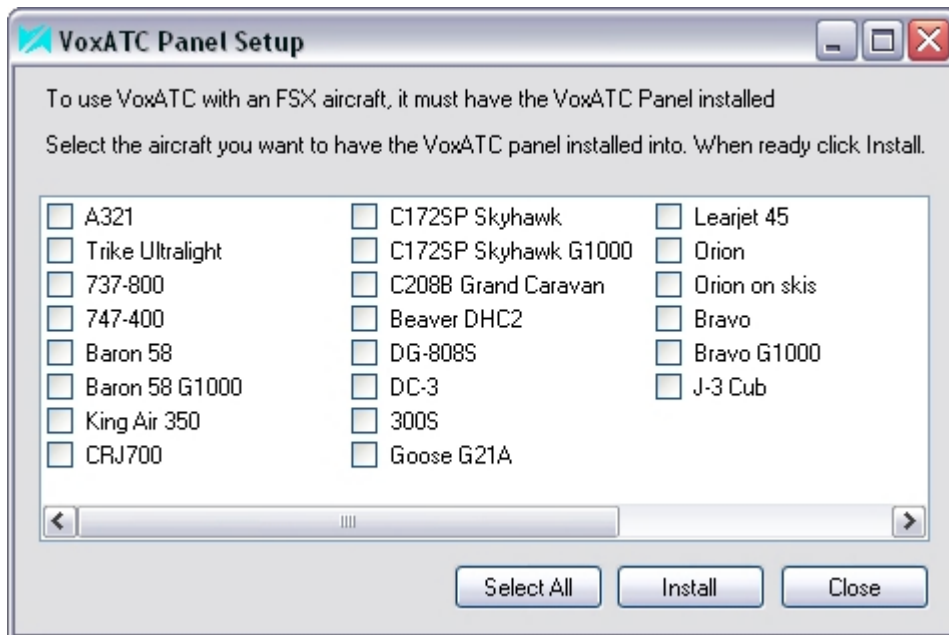 VoxATC Panel Setup
To use VoxATC with an FSX aircraft, it must have the VoxATC Panel installed
Select the aircraft you want to have the VoxATC panel installed into. When ready click Install.
A321
Trike Ultralight
737-800
747-400
Baron 58
Baron 58 G1000
King Air 350
CRJ700
C172SP Skyhawk
C172SP Skyhawk G1000
C208B Grand Caravan
Beaver DHC2
DG-808S
DC-3
300S
Goose G21A
Learjet 45
Orion
Orion on skis
Bravo
Bravo G1000
J-3 Cub
Select All
Install
Close